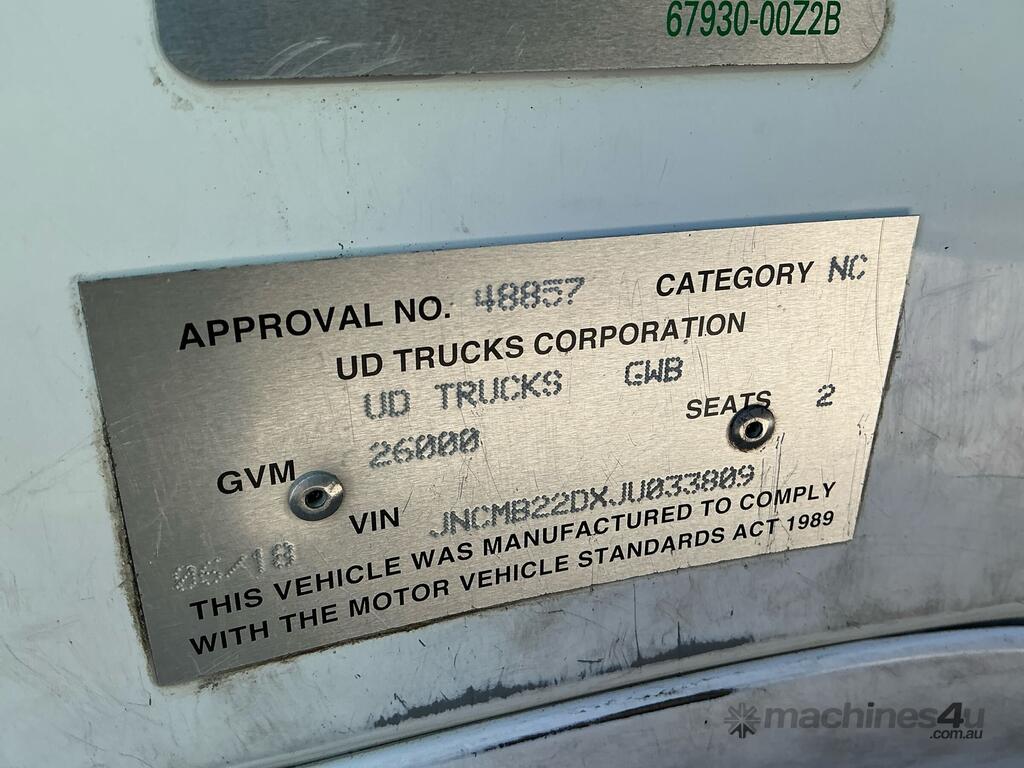 67930-00Z2B
APPROVAL NO. 48857 CATEGORY NC
UD TRUCKS CORPORATION
UD TRUCKS GWB
GVM 26000 SEATS 2
VIN JNCMB22DXJU033809
06/18
THIS VEHICLE WAS MANUFACTURED TO COMPLY
WITH THE MOTOR VEHICLE STANDARDS ACT 1989
machines4u
.com.au